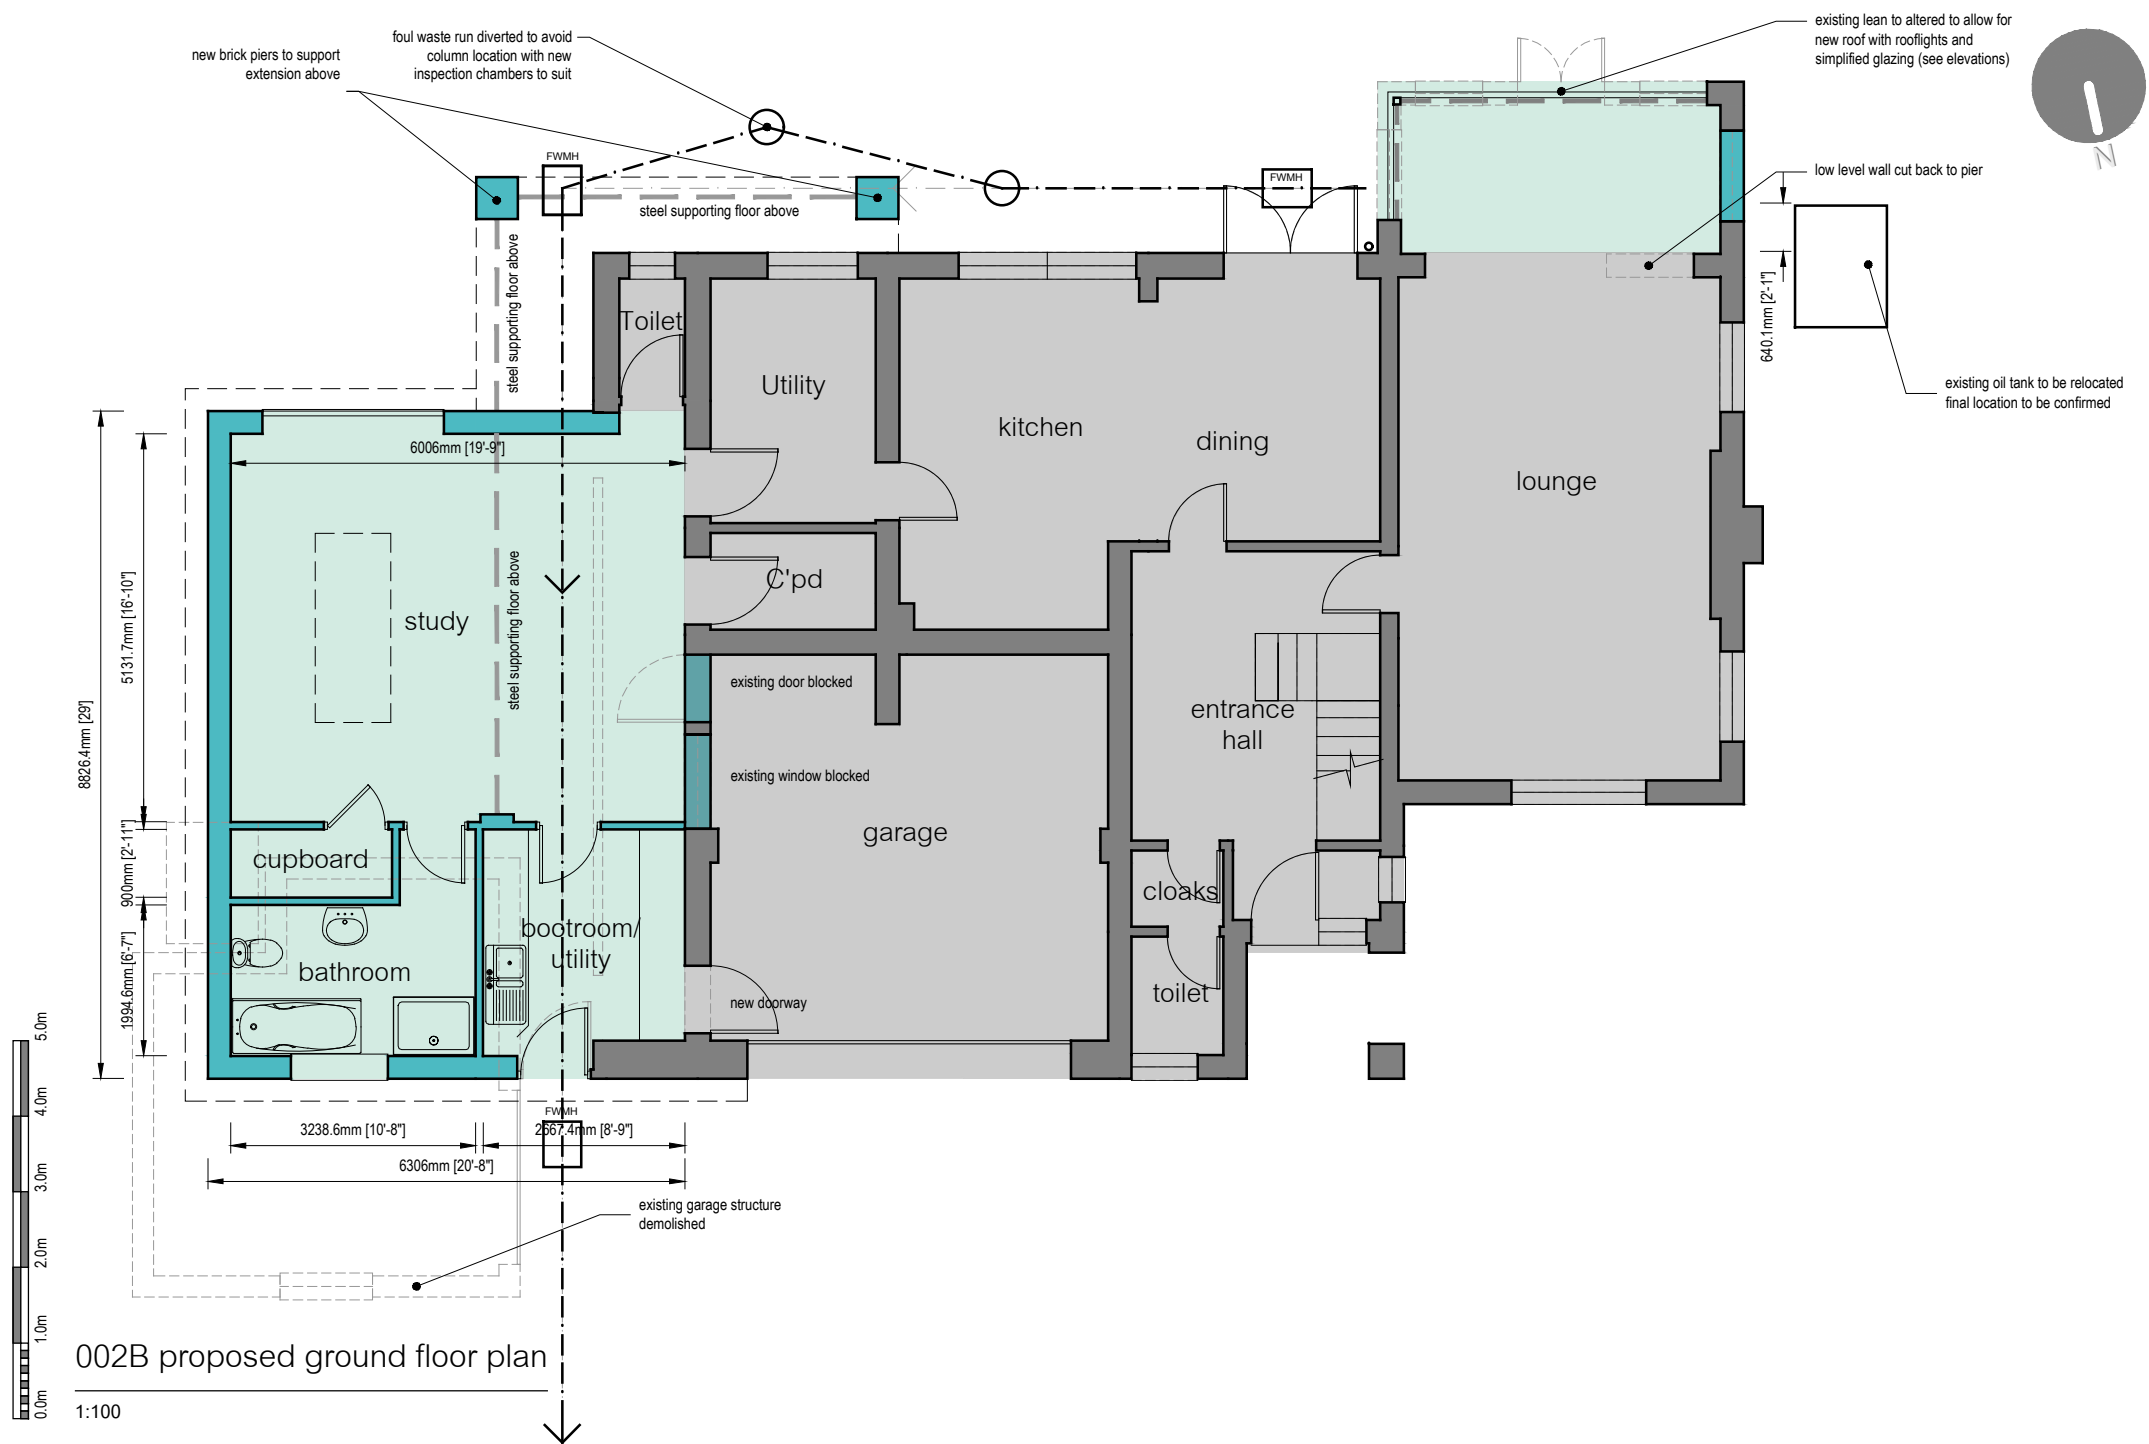 existing lean to altered to allow for
new roof with rooflights and
simplified glazing (see elevations)
foul waste run diverted to avoid
column location with new
inspection chambers to suit
new brick piers to support
extension above
N
FWMH
FWMH
low level wall cut back to pier
steel supporting floor above
steel supporting floor above
640.1mm [2'-1"]
Toilet
Utility
existing oil tank to be relocated
final location to be confirmed
kitchen
dining
6006mm [19'-9"]
lounge
C'pd
study
steel supporting floor above
5131.7mm [16'-10"]
8826.4mm [29']
existing door blocked
entrance
hall
existing window blocked
garage
cupboard
900mm [2'-11"]
cloaks
bootroom/
utility
bathroom
1994.6mm [6'-7"]
toilet
new doorway
FWMH
3238.6mm [10'-8"]
2667.4mm [8'-9"]
6306mm [20'-8"]
existing garage structure
demolished
5.0m
4.0m
3.0m
2.0m
1.0m
0.0m
002B proposed ground floor plan
1:100